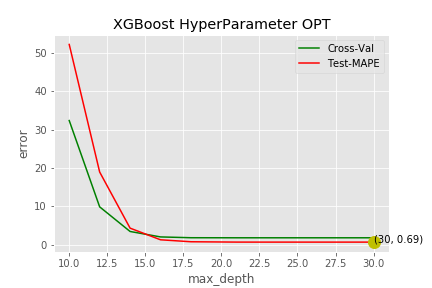 XGBoost HyperParameter OPT
Cross-Val
Test-MAPE
error
50
40
30
20
10
0
(30, 0.69)
10.0 12.5 15.0 17.5 20.0 22.5 25.0 27.5 30.0
max_depth